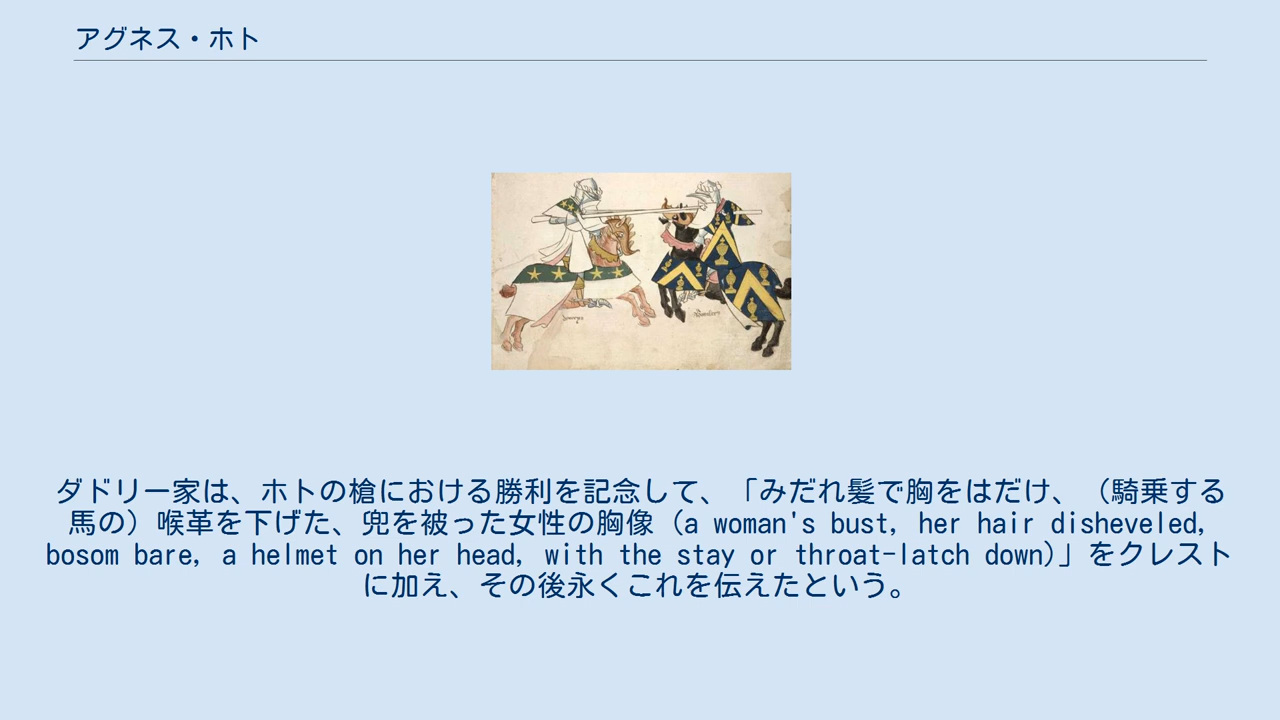 アグネス・ホト
ダドリー家は、ホトの槍における勝利を記念して、「みだれ髪で胸をはだけ、（騎乗する
馬の）喉革を下げた、兜を被った女性の胸像（a woman's bust, her hair disheveled,
bosom bare, a helmet on her head, with the stay or throat-latch down)」をクレスト
に加え、その後永くこれを伝えたという。